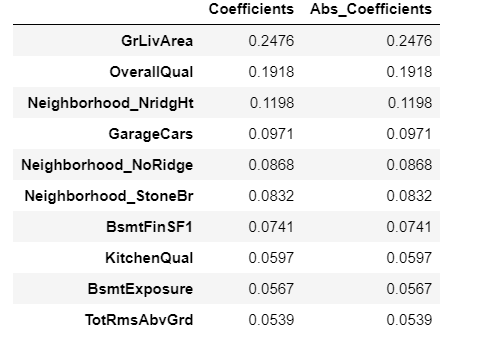 Coefficients Abs_Coefficients
GrLivArea 0.2476 0.2476
OverallQual 0.1918 0.1918
Neighborhood_NridgHt 0.1198 0.1198
GarageCars 0.0971 0.0971
Neighborhood_NoRidge 0.0868 0.0868
Neighborhood_StoneBr 0.0832 0.0832
BsmtFinSF1 0.0741 0.0741
KitchenQual 0.0597 0.0597
BsmtExposure 0.0567 0.0567
TotRmsAbvGrd 0.0539 0.0539